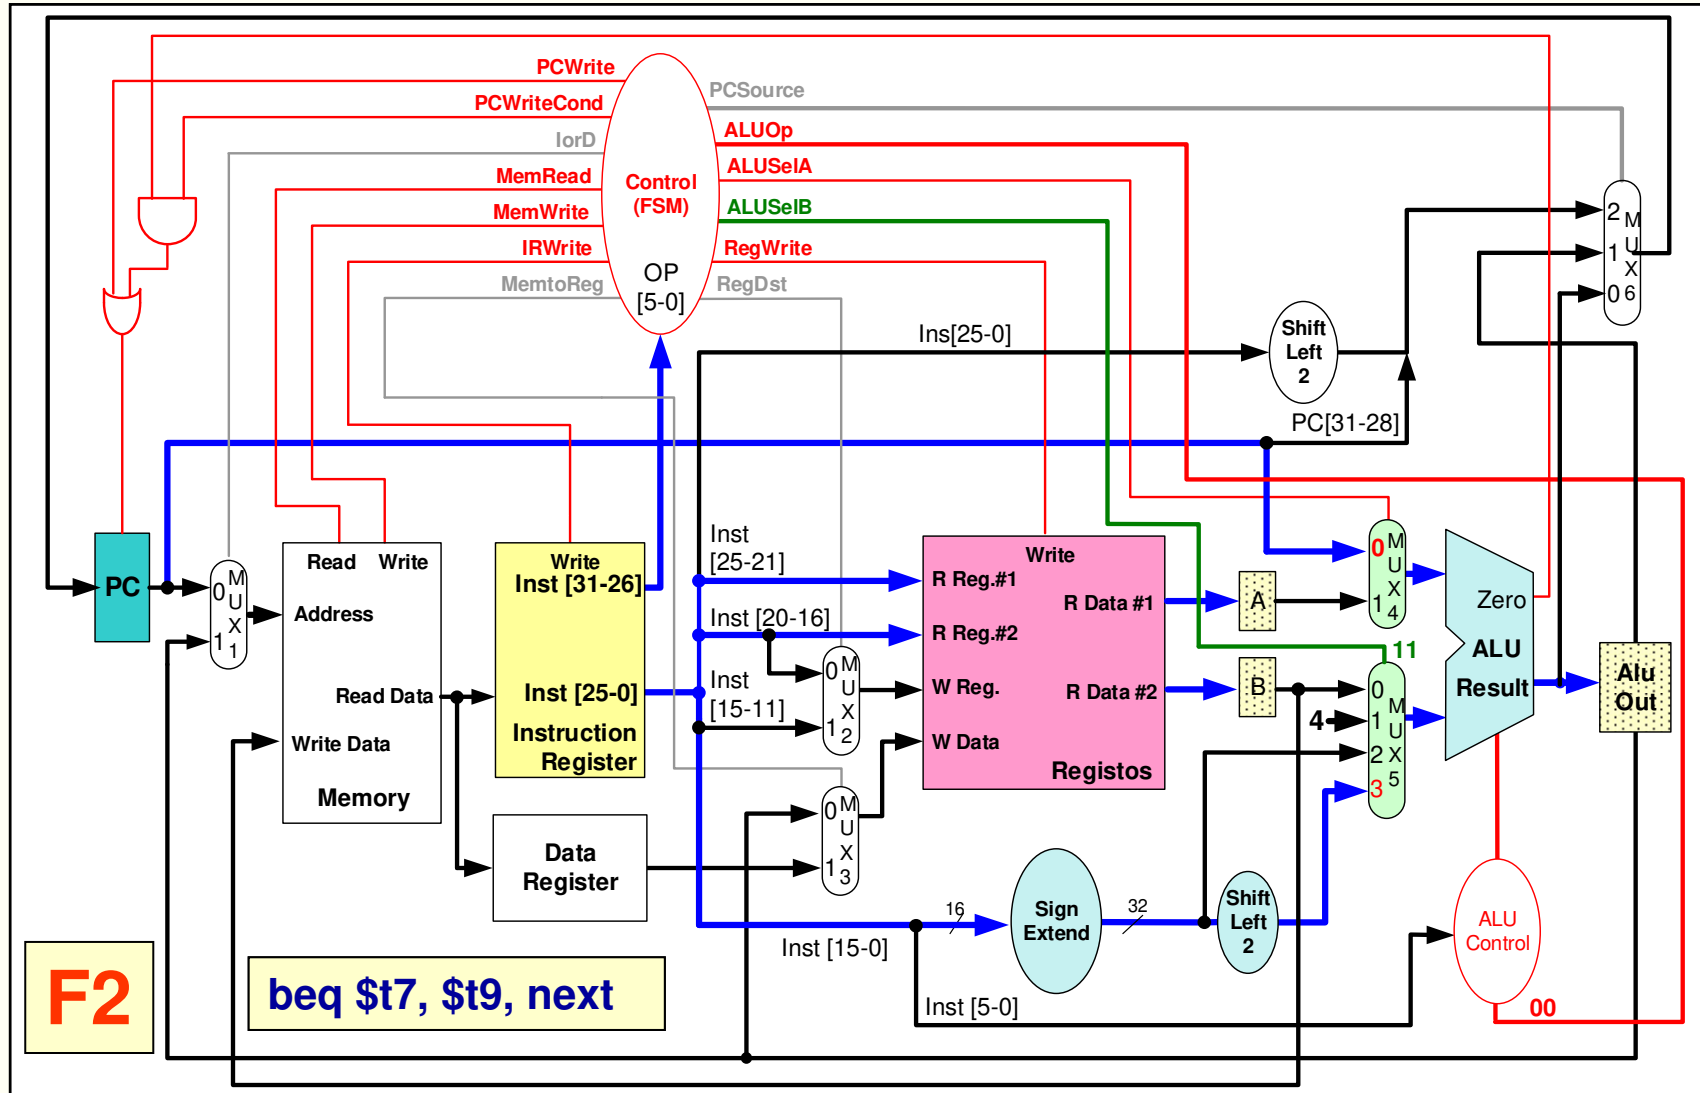 PCWrite
PCWriteCond
IorD
MemRead
MemWrite
IRWrite
MemtoReg
Control
(FSM)
OP
[5-0]
PCSource
ALUOp
ALUSelA
ALUSelB
RegWrite
RegDst
2
1
0
M
U
X
6
Ins[25-0]
Shift
Left
2
PC[31-28]
PC
0
1
M
U
X
1
Read
Write
Address
Read Data
Write Data
Memory
Write
Inst [31-26]
Inst [25-0]
Instruction
Register
Data
Register
Inst
[25-21]
Inst [20-16]
Inst
[15-11]
0
1
M
U
X
2
0
1
M
U
X
3
Write
R Reg.#1
R Data #1
R Reg.#2
W Reg.
R Data #2
W Data
Registos
A
B
0
1
M
U
X
4
11
0
4
1
2
3
M
U
X
5
Zero
ALU
Result
Alu
Out
16
Sign
Extend
32
Shift
Left
2
ALU
Control
00
Inst [15-0]
Inst [5-0]
F2
beq $t7, $t9, next